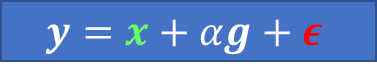 y = x + αg + ϵ